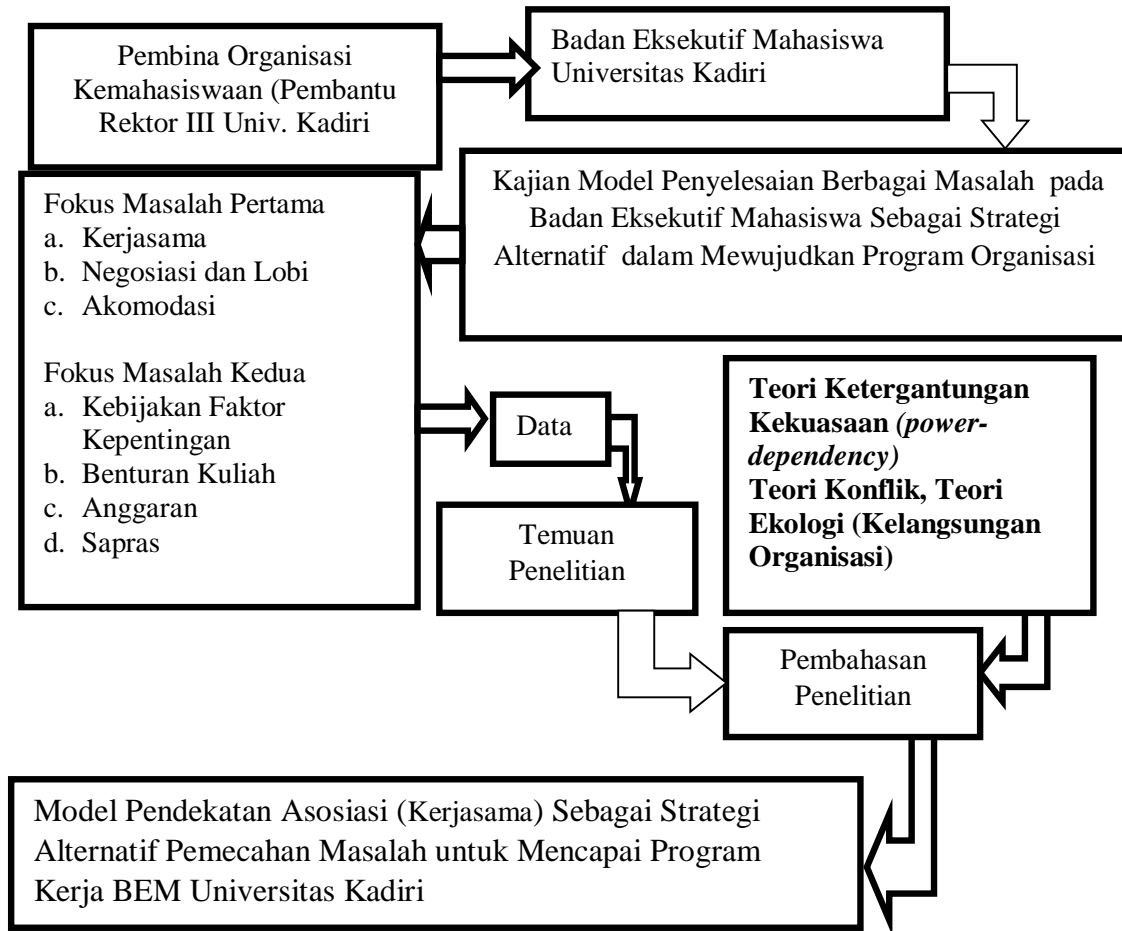 Pembina Organisasi
Kemahasiswaan (Pembantu
Rektor III Univ. Kadiri
Badan Eksekutif Mahasiswa
Universitas Kadiri
Kajian Model Penyelesaian Berbagai Masalah pada
Badan Eksekutif Mahasiswa Sebagai Strategi
Alternatif dalam Mewujudkan Program Organisasi
Fokus Masalah Pertama
a. Kerjasama
b. Negosiasi dan Lobi
c. Akomodasi
Fokus Masalah Kedua
a. Kebijakan Faktor
Kepentingan
b. Benturan Kuliah
c. Anggaran
d. Sapras
Data
Temuan
Penelitian
Teori Ketergantungan
Kekuasaan (power-
dependency)
Teori Konflik, Teori
Ekologi (Kelangsungan
Organisasi)
Pembahasan
Penelitian
Model Pendekatan Asosiasi (Kerjasama) Sebagai Strategi
Alternatif Pemecahan Masalah untuk Mencapai Program
Kerja BEM Universitas Kadiri